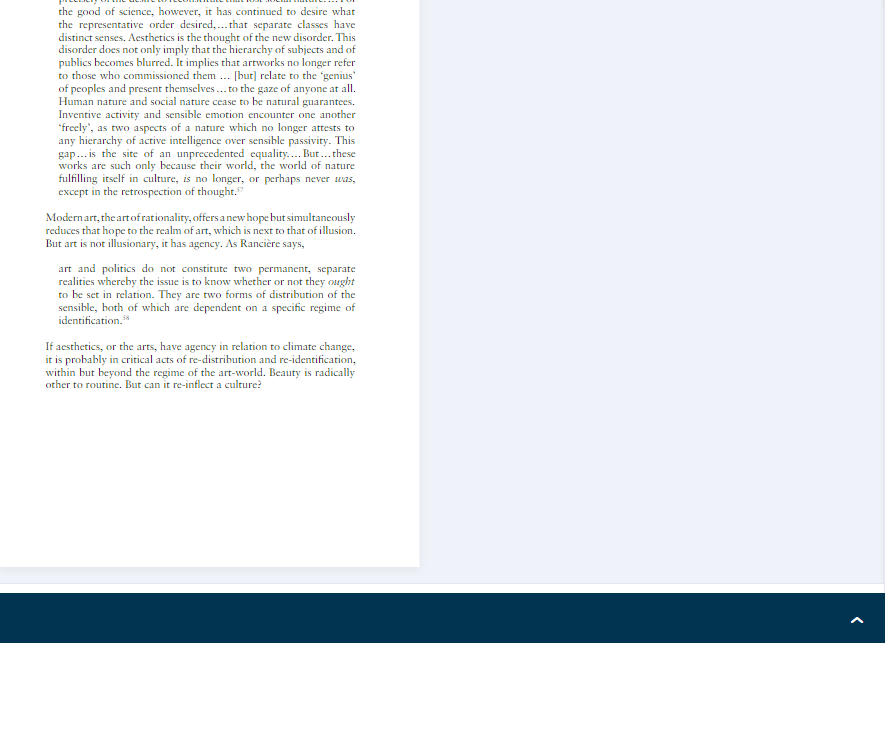 the good of science, however, it has continued to desire what
the representative order desired,…that separate classes have
distinct senses. Aesthetics is the thought of the new disorder. This
disorder does not only imply that the hierarchy of subjects and of
publics becomes blurred. It implies that artworks no longer refer
to those who commissioned them … [but] relate to the ‘genius’
of peoples and present themselves…to the gaze of anyone at all.
Human nature and social nature cease to be natural guarantees.
Inventive activity and sensible emotion encounter one another
‘freely’, as two aspects of a nature which no longer attests to
any hierarchy of active intelligence over sensible passivity. This
gap…is the site of an unprecedented equality.…But…these
works are such only because their world, the world of nature
fulfilling itself in culture, is no longer, or perhaps never was,
except in the retrospection of thought.57
Modern art, the art of rationality, offers a new hope but simultaneously
reduces that hope to the realm of art, which is next to that of illusion.
But art is not illusionary, it has agency. As Rancière says,
art and politics do not constitute two permanent, separate
realities whereby the issue is to know whether or not they ought
to be set in relation. They are two forms of distribution of the
sensible, both of which are dependent on a specific regime of
identification.58
If aesthetics, or the arts, have agency in relation to climate change,
it is probably in critical acts of re-distribution and re-identification,
within but beyond the regime of the art-world. Beauty is radically
other to routine. But can it re-inflect a culture?